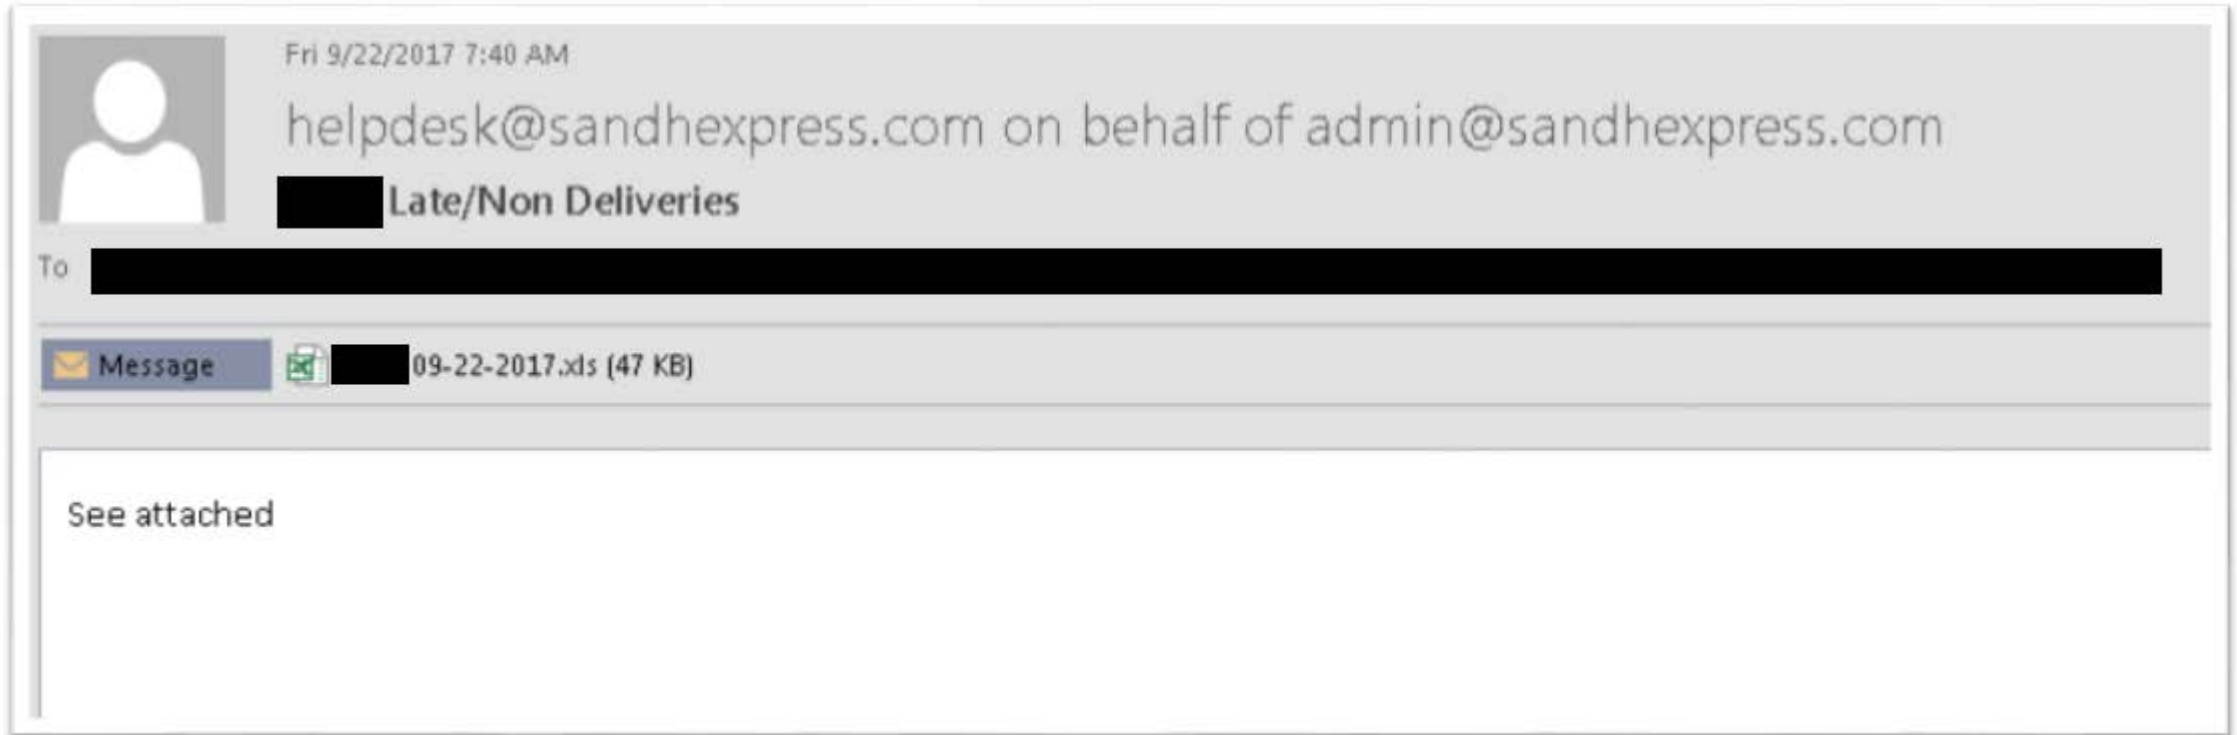 Fri 9/22/2017 7:40 AM
helpdesk@sandhexpress.com on behalf of admin@sandhexpress.com
Late/Non Deliveries
To
Message 09-22-2017.xls (47 KB)
See attached